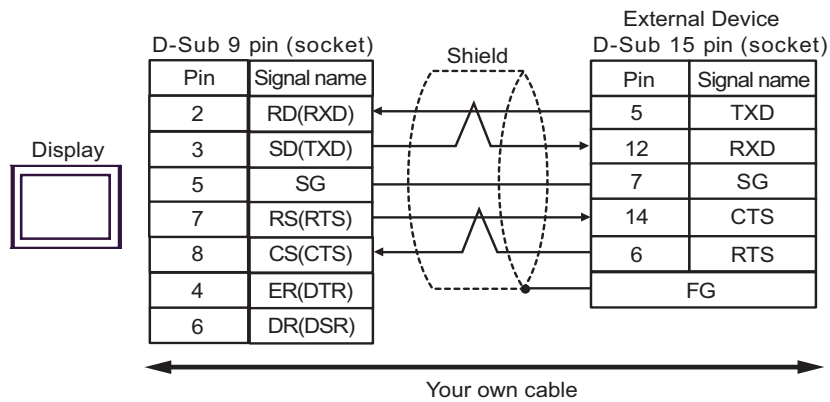 External Device
D-Sub 9 pin (socket)
Shield
D-Sub 15 pin (socket)
Pin Signal name
Pin Signal name
2 RD(RXD)
5 TXD
Display
3 SD(TXD)
12 RXD
5 SG
7 SG
7 RS(RTS)
14 CTS
8 CS(CTS)
6 RTS
4 ER(DTR)
FG
6 DR(DSR)
Your own cable